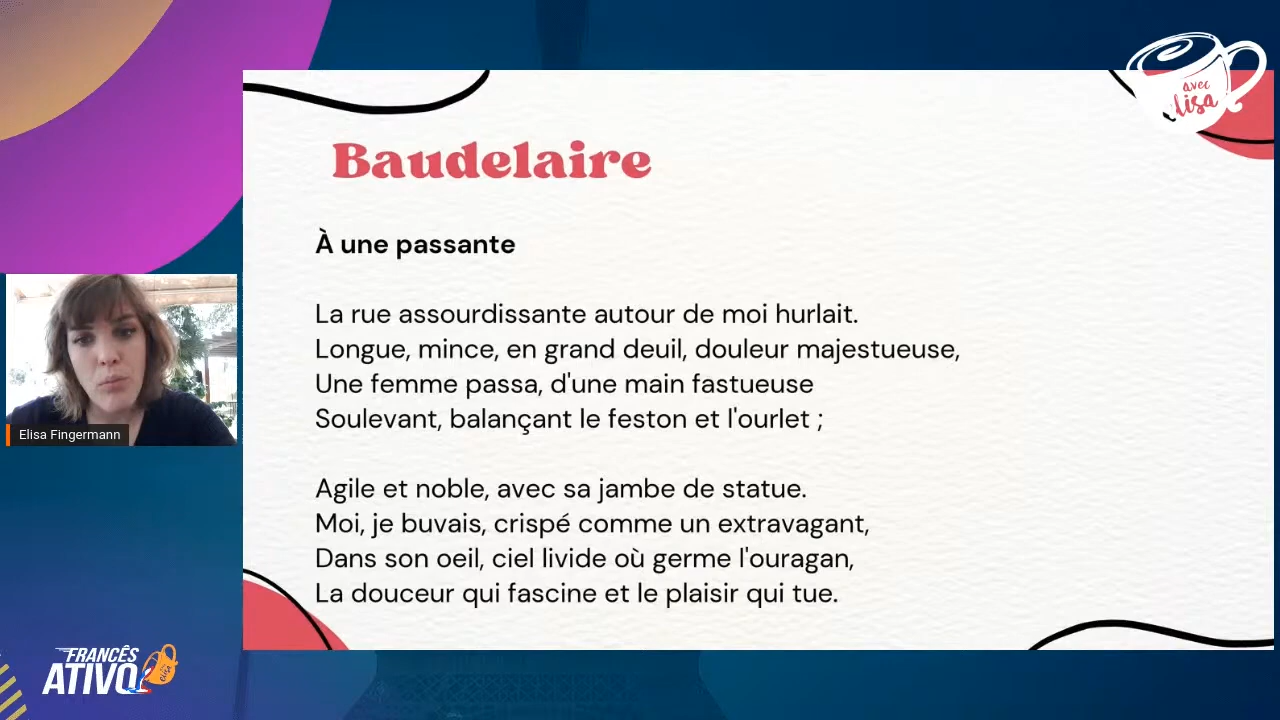 avec
elisa
Baudelaire
À une passante
La rue assourdissante autour de moi hurlait.
Longue, mince, en grand deuil, douleur majestueuse,
Une femme passa, d'une main fastueuse
Soulevant, balançant le feston et l'ourlet ;
Agile et noble, avec sa jambe de statue.
Moi, je buvais, crispé comme un extravagant,
Dans son oeil, ciel livide où germe l'ouragan,
La douceur qui fascine et le plaisir qui tue.
Elisa Fingermann
FRANCÊS
ATIVO